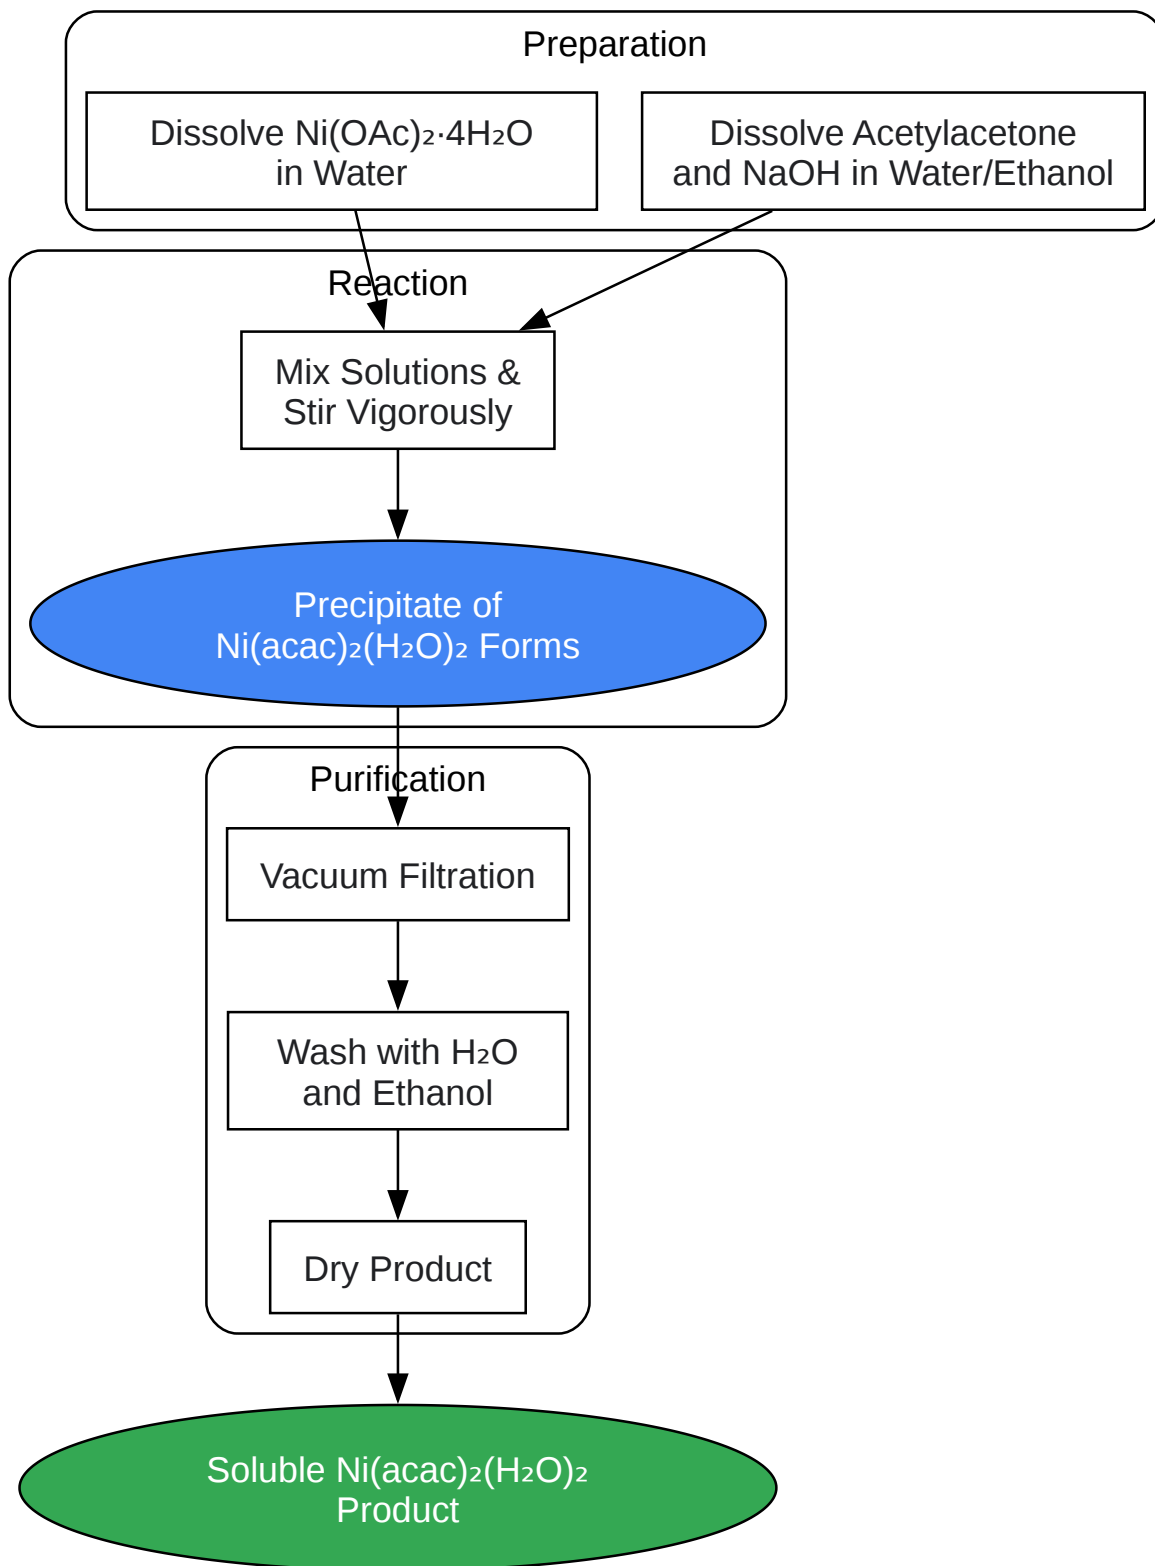 Preparation
Dissolve Ni(OAc)₂·4H₂O
in Water
Dissolve Acetylacetone
and NaOH in Water/Ethanol
Reaction
Mix Solutions &
Stir Vigorously
Precipitate of
Ni(acac)₂(H₂O)₂ Forms
Purification
Vacuum Filtration
Wash with H₂O
and Ethanol
Dry Product
Soluble Ni(acac)₂(H₂O)₂
Product